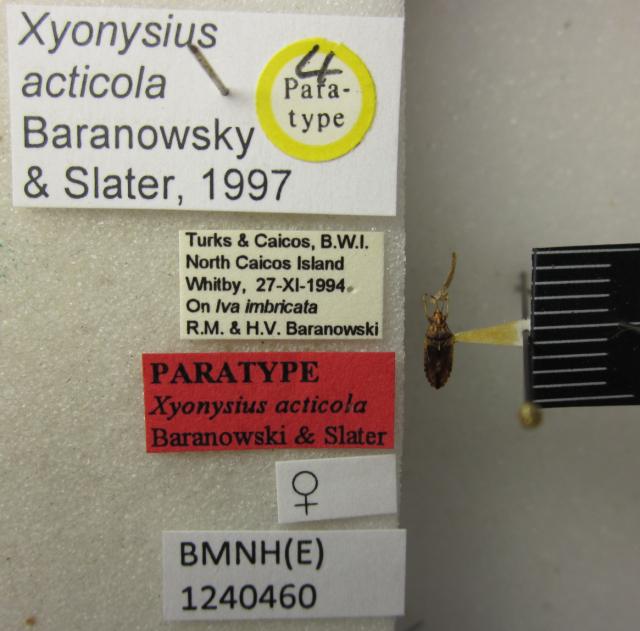 Xyonysius
acticola
Baranowsky
& Slater, 1997
4
Para-
type
Turks & Caicos, B.W.I.
North Caicos Island
Whitby, 27-XI-1994.
On Iva imbricata
R.M. & H.V. Baranowski
PARATYPE
Xyonysius acticola
Baranowski & Slater
♀
BMNH(E)
1240460